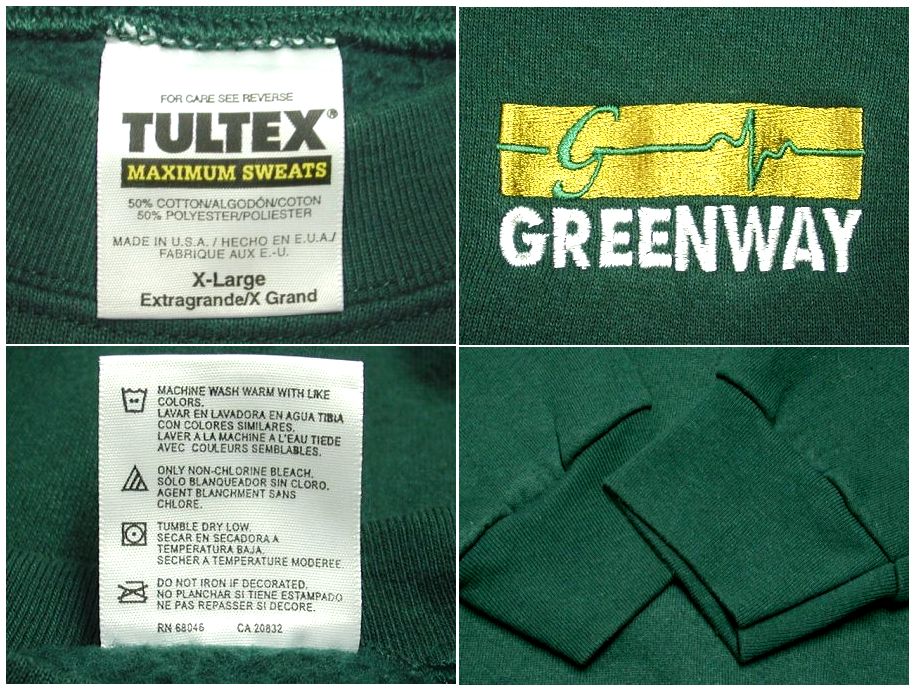 FOR CARE SEE REVERSE
TULTEX®
MAXIMUM SWEATS
50% COTTON/ALGODÓN/COTON
50% POLYESTER/POLIESTER
MADE IN U.S.A. / HECHO EN E.U.A./
FABRIQUE AUX E.-U.
X-Large
Extragrande/X Grand
G
GREENWAY
MACHINE WASH WARM WITH LIKE
COLORS.
LAVAR EN LAVADORA EN AGUA TIBIA
CON COLORES SIMILARES.
LAVER A LA MACHINE A L'EAU TIEDE
AVEC COULEURS SEMBLABLES.
ONLY NON-CHLORINE BLEACH.
SÓLO BLANQUEADOR SIN CLORO.
AGENT BLANCHMENT SANS
CHLORE.
TUMBLE DRY LOW.
SECAR EN SECADORA A
TEMPERATURA BAJA.
SECHER A TEMPERATURE MODEREE
DO NOT IRON IF DECORATED.
NO PLANCHAR SI TIENE ESTAMPADO
NE PAS REPASSER SI DECORE.
RN 68046 CA 20832